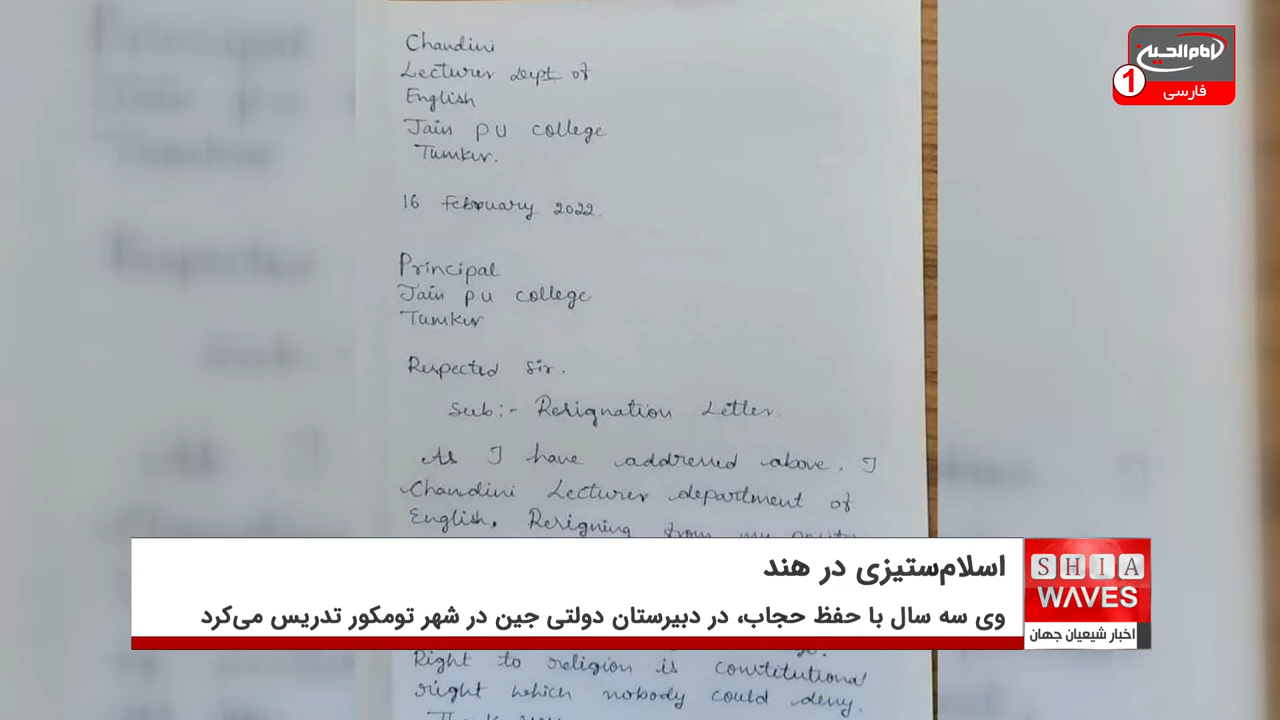 Chandini
Lecturer Dept of
English
Jain PU college
Tumkur.
16 February 2022.
Principal
Jain PU college
Tumkur
Respected Sir.
Sub:- Resignation Letter.
As I have addressed above, I
Chandini Lecturer department of
English, Resigning from my
Right to religion is constitutional
right which nobody could deny.
امام الحسین
1
فارسی
اسلام‌ستیزی در هند
وی سه سال با حفظ حجاب، در دبیرستان دولتی جین در شهر تومکور تدریس می‌کرد
SHIA
WAVES
اخبار شیعیان جهان